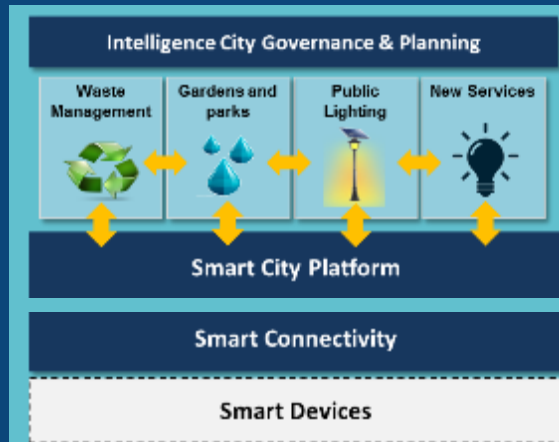 Intelligence City Governance & Planning
Waste
Management
Gardens and
parks
Public
Lighting
New Services
Smart City Platform
Smart Connectivity
Smart Devices